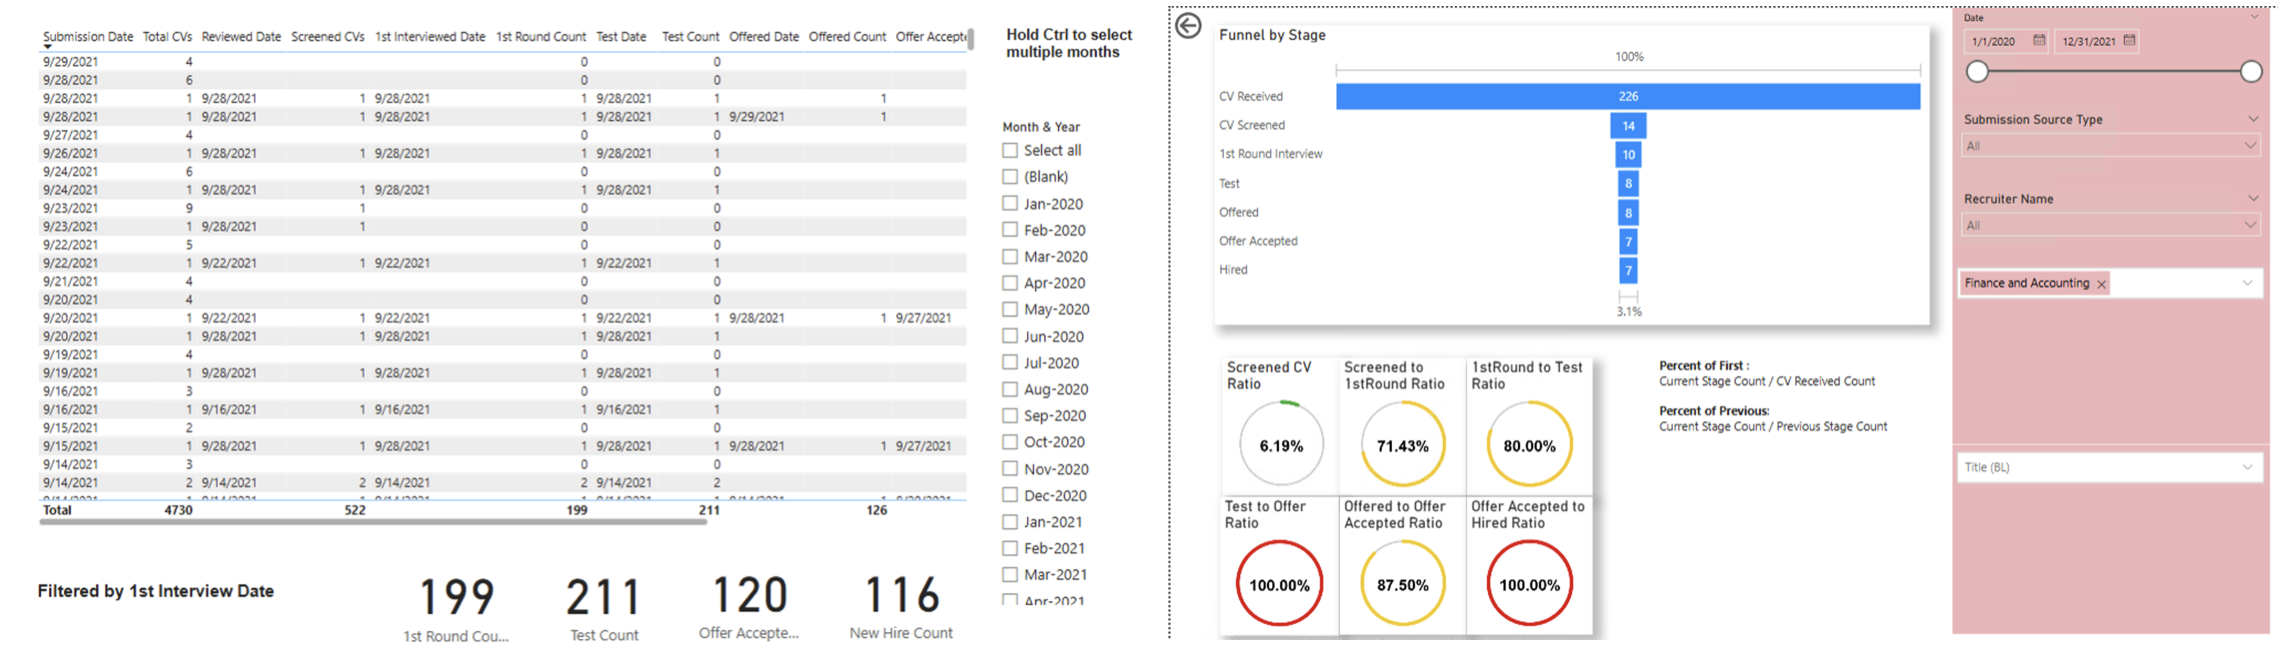 Submission Date Total CVs Reviewed Date Screened CVs 1st Interviewed Date 1st Round Count Test Date Test Count Offered Date Offered Count Offer Accepte
9/29/2021 4 0 0
9/28/2021 6 0 0
9/28/2021 1 9/28/2021 1 9/28/2021 1 9/28/2021 1 1
9/28/2021 1 9/28/2021 1 9/28/2021 1 9/28/2021 1 9/29/2021 1
9/27/2021 4 0 0
9/26/2021 1 9/28/2021 1 9/28/2021 1 9/28/2021 1
9/24/2021 6 0 0
9/24/2021 1 9/28/2021 1 9/28/2021 1 9/28/2021 1
9/23/2021 9 1 0 0
9/23/2021 1 9/28/2021 1 0 0
9/22/2021 5 0 0
9/22/2021 1 9/22/2021 1 9/22/2021 1 9/22/2021 1
9/21/2021 4 0 0
9/20/2021 4 0 0
9/20/2021 1 9/22/2021 1 9/22/2021 1 9/22/2021 1 9/28/2021 1 9/27/2021
9/20/2021 1 9/28/2021 1 9/28/2021 1 9/28/2021 1
9/19/2021 4 0 0
9/19/2021 1 9/28/2021 1 9/28/2021 1 9/28/2021 1
9/16/2021 3 0 0
9/16/2021 1 9/16/2021 1 9/16/2021 1 9/16/2021 1
9/15/2021 2 0 0
9/15/2021 1 9/28/2021 1 9/28/2021 1 9/28/2021 1 9/28/2021 1 9/27/2021
9/14/2021 3 0 0
9/14/2021 2 9/14/2021 2 9/14/2021 2 9/14/2021 2
Total 4730 522 199 211 126
Filtered by 1st Interview Date
199
1st Round Cou...
211
Test Count
120
Offer Accepte...
116
New Hire Count
Hold Ctrl to select
multiple months
Month & Year
Select all
(Blank)
Jan-2020
Feb-2020
Mar-2020
Apr-2020
May-2020
Jun-2020
Jul-2020
Aug-2020
Sep-2020
Oct-2020
Nov-2020
Dec-2020
Jan-2021
Feb-2021
Mar-2021
Apr-2021
Funnel by Stage
100%
CV Received 226
CV Screened 14
1st Round Interview 10
Test 8
Offered 8
Offer Accepted 7
Hired 7
3.1%
Screened CV
Ratio
6.19%
Screened to
1stRound Ratio
71.43%
1stRound to Test
Ratio
80.00%
Test to Offer
Ratio
100.00%
Offered to Offer
Accepted Ratio
87.50%
Offer Accepted to
Hired Ratio
100.00%
Percent of First :
Current Stage Count / CV Received Count
Percent of Previous:
Current Stage Count / Previous Stage Count
Date
1/1/2020 12/31/2021
Submission Source Type
All
Recruiter Name
All
Finance and Accounting
Title (BL)